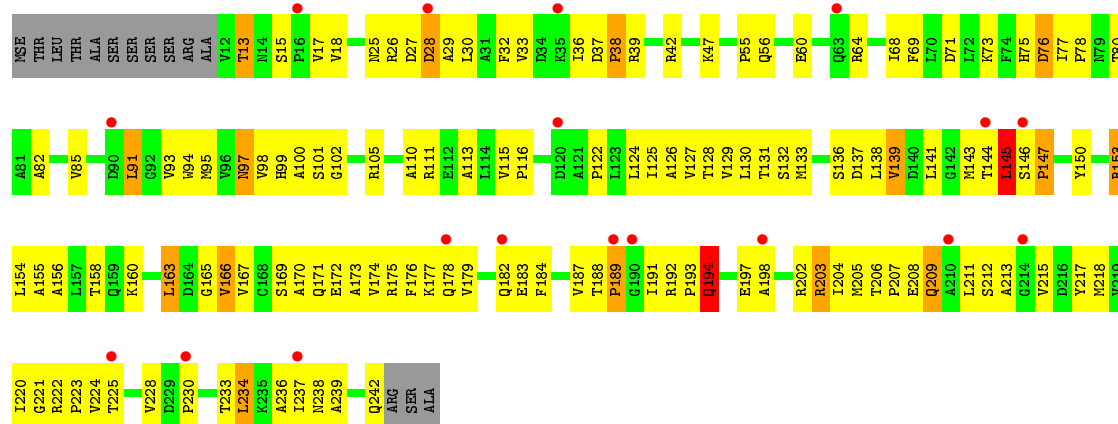 MSE THR LEU THR ALA SER SER SER SER ARG ALA V12 T13 N14 S15 P16 V17 V18 N25 R26 D27 D28 A29 L30 A31 F32 V33 D34 K35 I36 D37 P38 R39 R42 K47 P55 Q56 E60 Q63 R64 I68 F69 L70 D71 L72 K73 F74 H75 D76 I77 P78 N79 T80
A81 A82 V85 D90 L91 G92 V93 W94 M95 V96 N97 V98 H99 A100 S101 G102 R105 A110 R111 E112 A113 L114 V115 P116 D120 A121 P122 L123 L124 I125 A126 V127 T128 V129 L130 T131 S132 M133 S136 D137 L138 V139 D140 L141 G142 M143 T144 L145 S146 P147 Y150 R153
L154 A155 A156 L157 T158 Q159 K160 L163 D164 G165 V166 V167 C168 S169 A170 Q171 E172 A173 V174 R175 F176 K177 Q178 V179 Q182 E183 F184 V187 T188 P189 G190 I191 R192 P193 Q194 E197 A198 R202 R203 I204 M205 T206 P207 E208 Q209 A210 L211 S212 A213 G214 V215 D216 Y217 M218 V219
I220 G221 R222 P223 V224 T225 V228 D229 P230 T233 L234 K235 A236 I237 N238 A239 Q242 ARG SER ALA